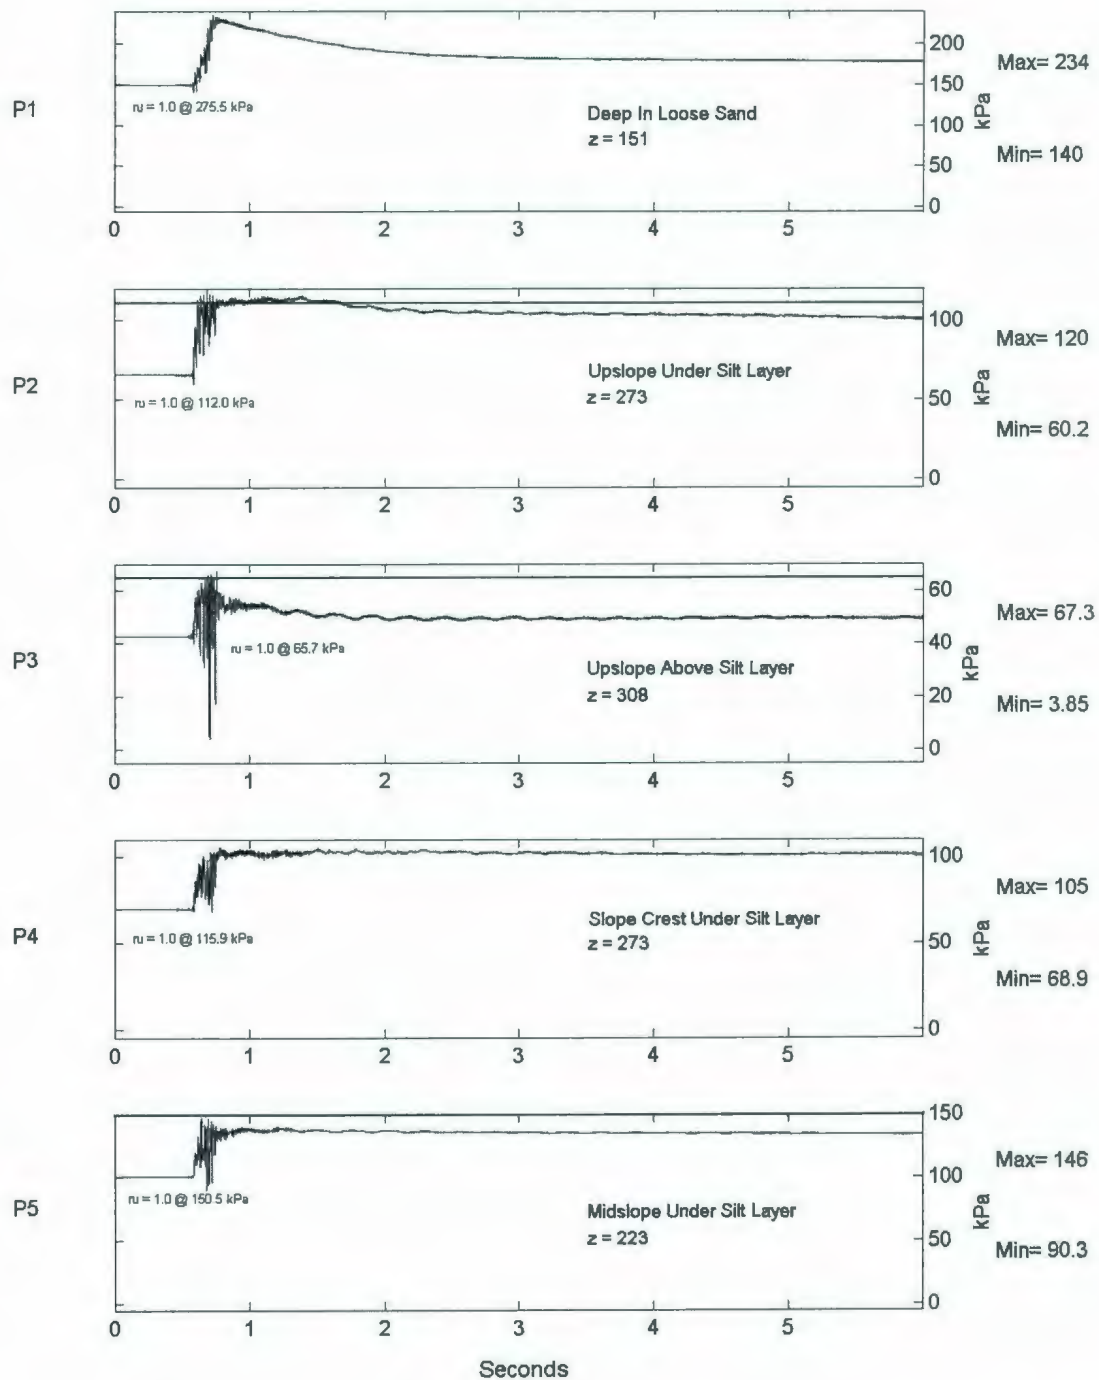 P1
200
150
100
50
0
kPa
Max= 234
Min= 140
ru = 1.0 @ 275.5 kPa
Deep In Loose Sand
z = 151
0 1 2 3 4 5
P2
100
50
0
kPa
Max= 120
Min= 60.2
ru = 1.0 @ 112.0 kPa
Upslope Under Silt Layer
z = 273
0 1 2 3 4 5
P3
60
40
20
0
kPa
Max= 67.3
Min= 3.85
ru = 1.0 @ 65.7 kPa
Upslope Above Silt Layer
z = 308
0 1 2 3 4 5
P4
100
50
0
kPa
Max= 105
Min= 68.9
ru = 1.0 @ 115.9 kPa
Slope Crest Under Silt Layer
z = 273
0 1 2 3 4 5
P5
150
100
50
0
kPa
Max= 146
Min= 90.3
ru = 1.0 @ 150.5 kPa
Midslope Under Silt Layer
z = 223
0 1 2 3 4 5
Seconds